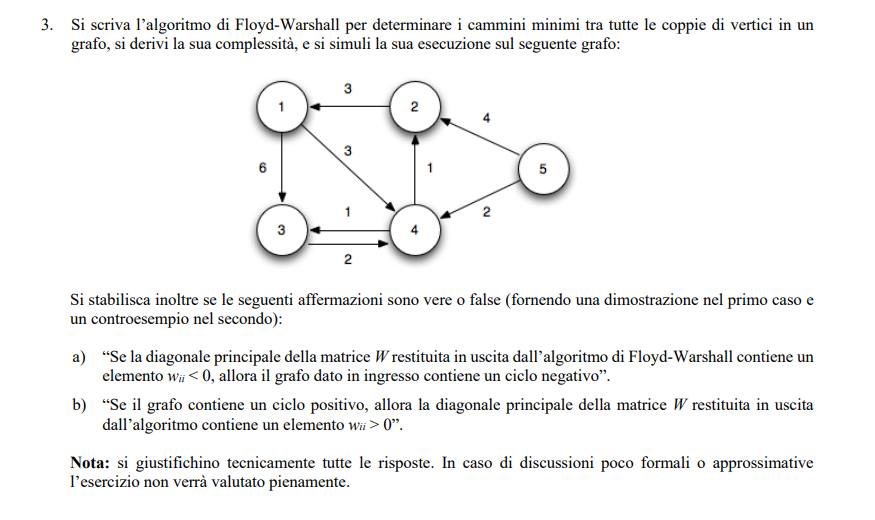 3. Si scriva l'algoritmo di Floyd-Warshall per determinare i cammini minimi tra tutte le coppie di vertici in un
grafo, si derivi la sua complessità, e si simuli la sua esecuzione sul seguente grafo:
3
1
2
4
3
6
1
5
1
2
3
4
2
Si stabilisca inoltre se le seguenti affermazioni sono vere o false (fornendo una dimostrazione nel primo caso e
un controesempio nel secondo):
a) “Se la diagonale principale della matrice W restituita in uscita dall'algoritmo di Floyd-Warshall contiene un
elemento wii < 0, allora il grafo dato in ingresso contiene un ciclo negativo”.
b) “Se il grafo contiene un ciclo positivo, allora la diagonale principale della matrice W restituita in uscita
dall'algoritmo contiene un elemento wii > 0”.
Nota: si giustifichino tecnicamente tutte le risposte. In caso di discussioni poco formali o approssimative
l'esercizio non verrà valutato pienamente.